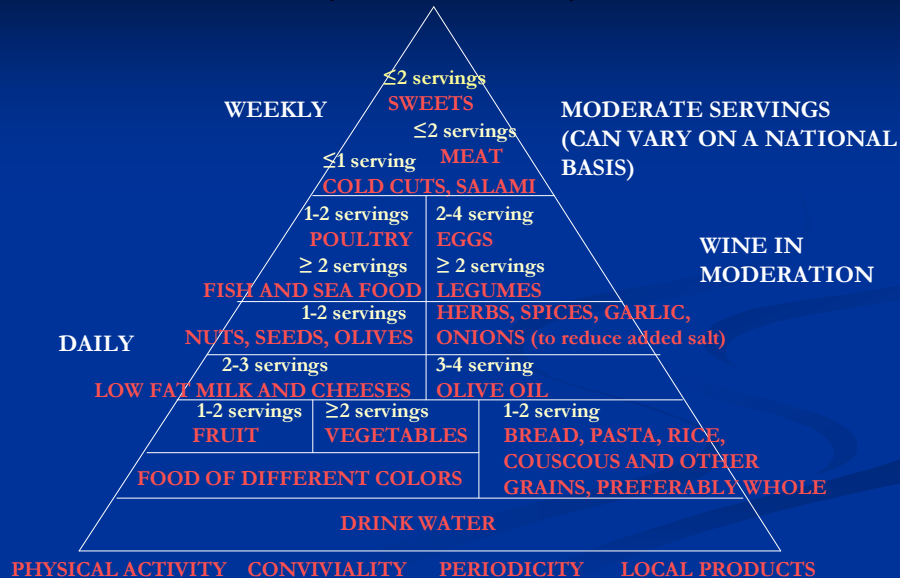 ≤2 servings
SWEETS
WEEKLY
MODERATE SERVINGS
(CAN VARY ON A NATIONAL
BASIS)
≤2 servings
MEAT
≤1 serving
COLD CUTS, SALAMI
1-2 servings
POULTRY
2-4 serving
EGGS
≥ 2 servings
FISH AND SEA FOOD
≥ 2 servings
LEGUMES
WINE IN
MODERATION
DAILY
1-2 servings
NUTS, SEEDS, OLIVES
HERBS, SPICES, GARLIC,
ONIONS (to reduce added salt)
2-3 servings
LOW FAT MILK AND CHEESES
3-4 serving
OLIVE OIL
1-2 servings
FRUIT
≥2 servings
VEGETABLES
1-2 serving
BREAD, PASTA, RICE,
COUSCOUS AND OTHER
GRAINS, PREFERABLY WHOLE
FOOD OF DIFFERENT COLORS
DRINK WATER
PHYSICAL ACTIVITY CONVIVIALITY PERIODICITY LOCAL PRODUCTS